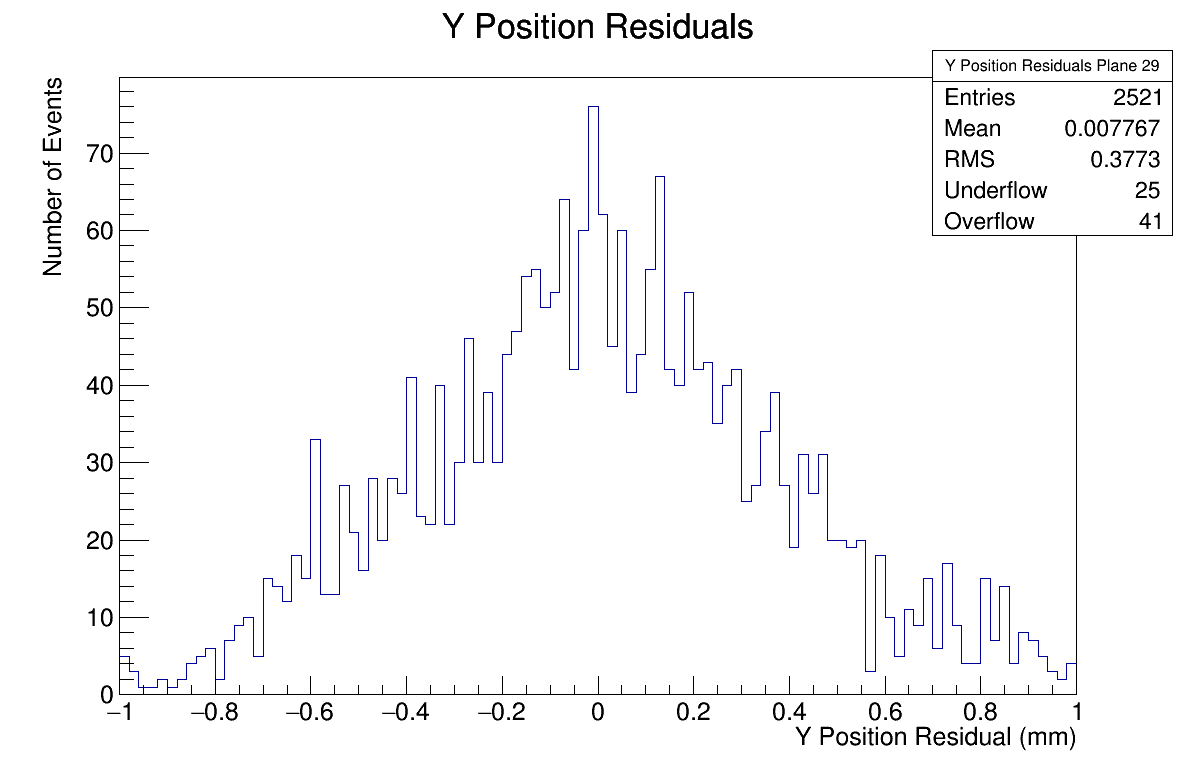 Y Position Residuals
Y Position Residuals Plane 29
Entries 2521
Mean 0.007767
RMS 0.3773
Underflow 25
Overflow 41
Number of Events
70
60
50
40
30
20
10
0
−1 −0.8 −0.6 −0.4 −0.2 0 0.2 0.4 0.6 0.8 1
Y Position Residual (mm)